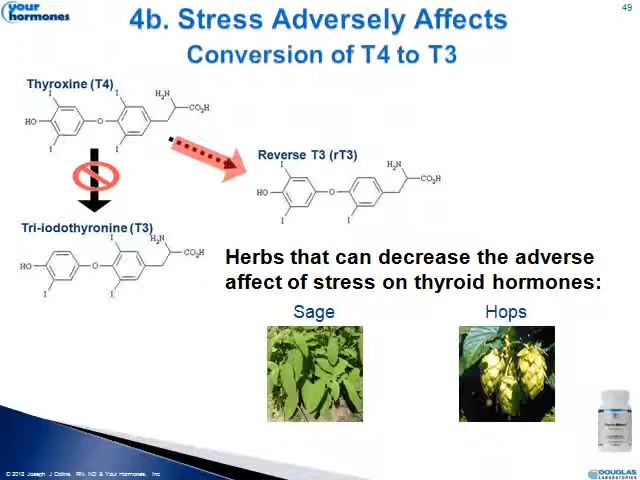 your
hormones
49
4b. Stress Adversely Affects
Conversion of T4 to T3
Thyroxine (T4)
I
I
H2N
CO2H
HO
O
I
I
Reverse T3 (rT3)
I
H2N
CO2H
HO
O
I
I
Tri-iodothyronine (T3)
I
H2N
CO2H
HO
O
I
I
Herbs that can decrease the adverse
affect of stress on thyroid hormones:
Sage
Hops
© 2012 Joseph J Collins, RN, ND & Your Hormones, Inc
DOUGLAS
LABORATORIES